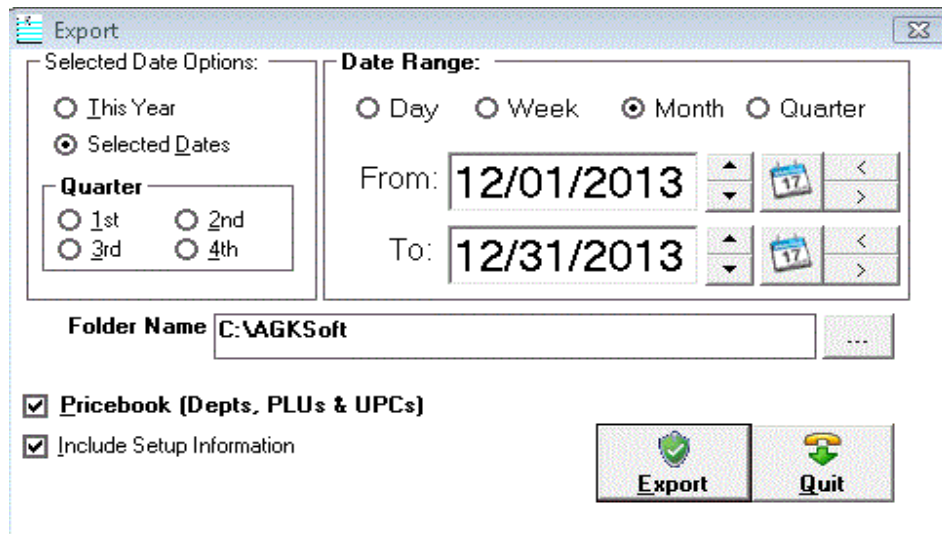 Export
Selected Date Options:
This Year
Selected Dates
Quarter
1st 2nd
3rd 4th
Date Range:
Day Week Month Quarter
From: 12/01/2013 17 < >
To: 12/31/2013 17 < >
Folder Name C:\AGKSoft ...
Pricebook (Depts, PLUs & UPCs)
Include Setup Information
Export Quit